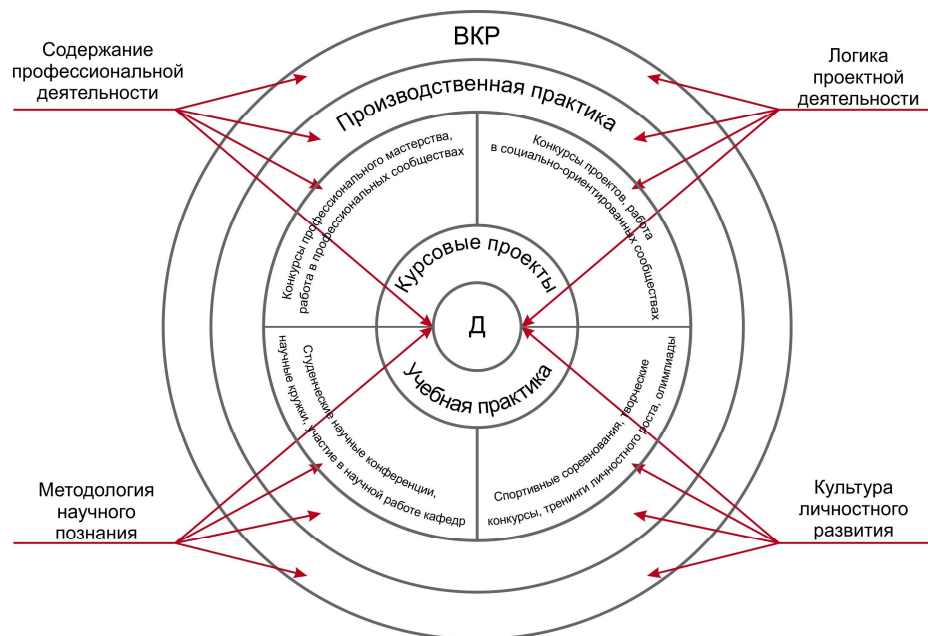 ВКР
Содержание
профессиональной
деятельности
Логика
проектной
деятельности
Производственная практика
Конкурсы профессионального мастерства,
работа в профессиональных сообществах
Конкурсы проектов, работа
в социально-ориентированных сообществах
Курсовые проекты
Д
Учебная практика
Студенческие научные конференции,
научные кружки, участие в научной работе кафедр
Спортивные соревнования, творческие
конкурсы, тренинги личностного роста, олимпиады
Методология
научного
познания
Культура
личностного
развития